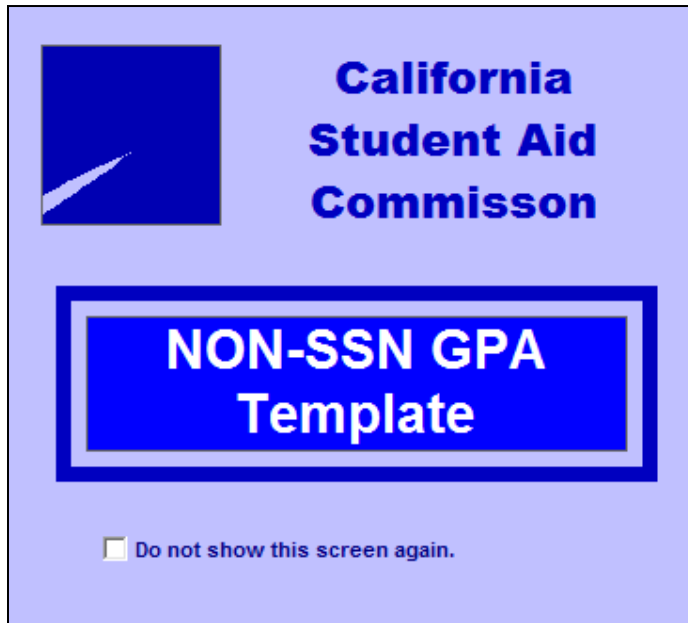 California
Student Aid
Commisson
NON-SSN GPA
Template
Do not show this screen again.